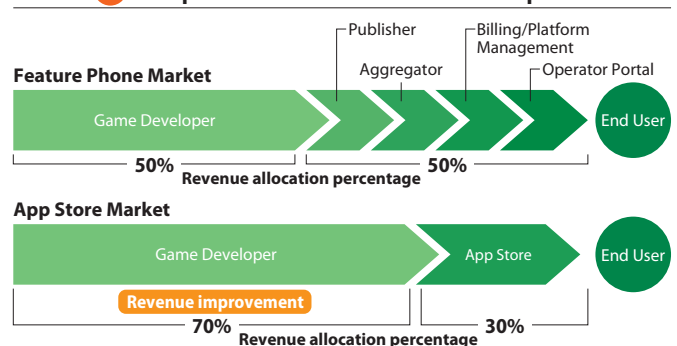 Publisher
Billing/Platform
Management
Feature Phone Market
Aggregator
Operator Portal
Game Developer
End User
50%
50%
Revenue allocation percentage
App Store Market
Game Developer
App Store
End User
Revenue improvement
70%
30%
Revenue allocation percentage